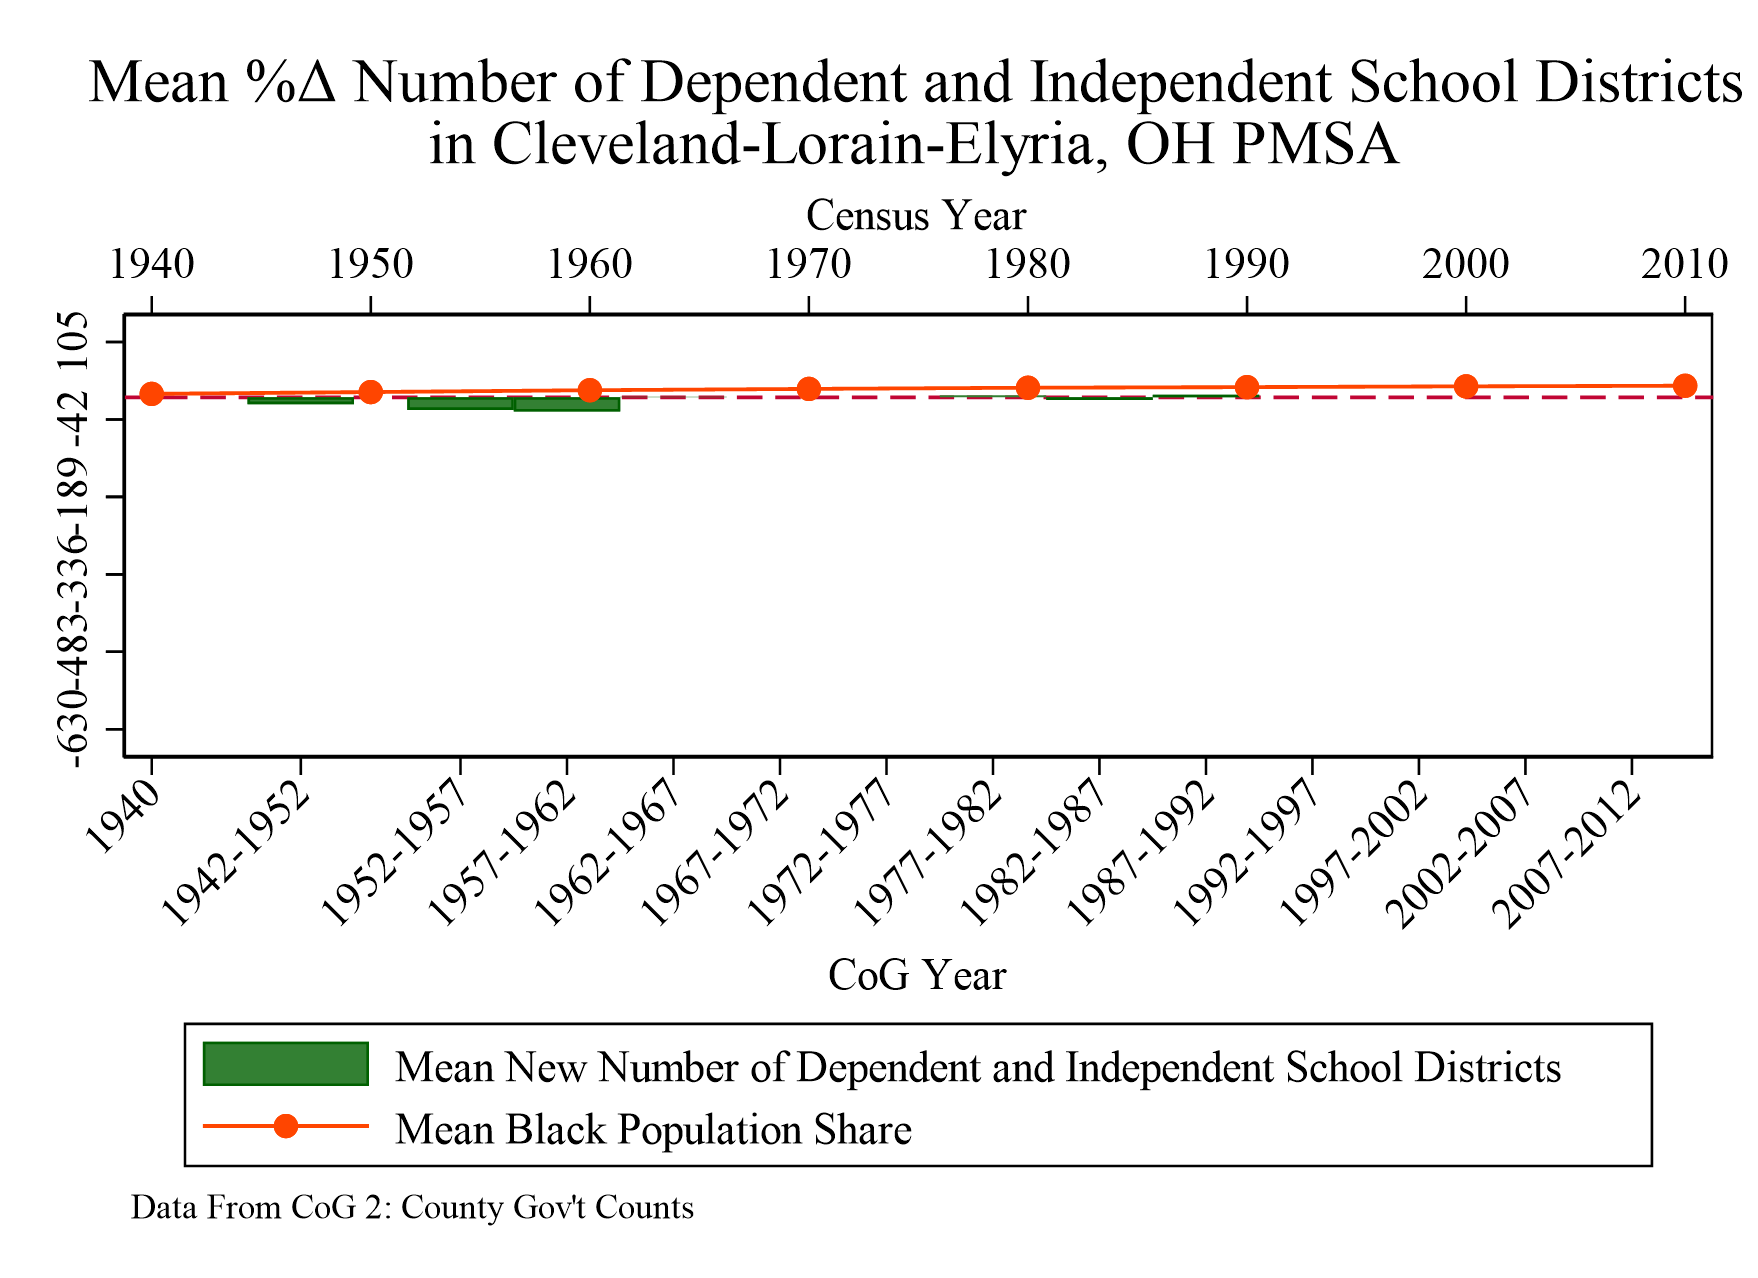 Mean %Δ Number of Dependent and Independent School Districts
in Cleveland-Lorain-Elyria, OH PMSA
Census Year
1940 1950 1960 1970 1980 1990 2000 2010
105
-42
-189
-336
-483
-630
1940 1942-1952 1952-1957 1957-1962 1962-1967 1967-1972 1972-1977 1977-1982 1982-1987 1987-1992 1992-1997 1997-2002 2002-2007 2007-2012
CoG Year
Mean New Number of Dependent and Independent School Districts
Mean Black Population Share
Data From CoG 2: County Gov't Counts